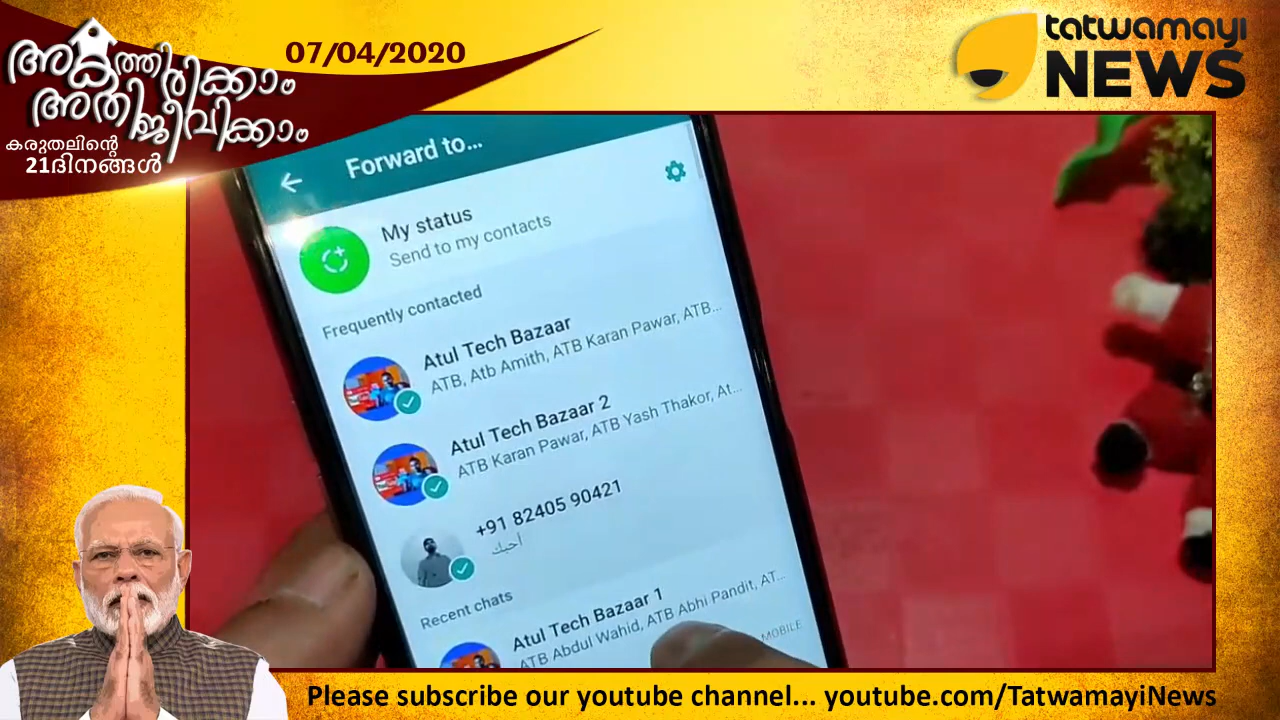 അകത്തിരിക്കാം
അതിജീവിക്കാം
കരുതലിന്റെ
21ദിനങ്ങൾ
07/04/2020
tatwamayi
NEWS
Forward to...
My status
Send to my contacts
Frequently contacted
Atul Tech Bazaar
ATB, Atb Amith, ATB Karan Pawar, ATB...
Atul Tech Bazaar 2
ATB Karan Pawar, ATB Yash Thakor, At...
+91 82405 90421
أحبك
Recent chats
Atul Tech Bazaar 1
ATB Abdul Wahid, ATB Abhi Pandit, AT...
MOBILE
Please subscribe our youtube channel... youtube.com/TatwamayiNews